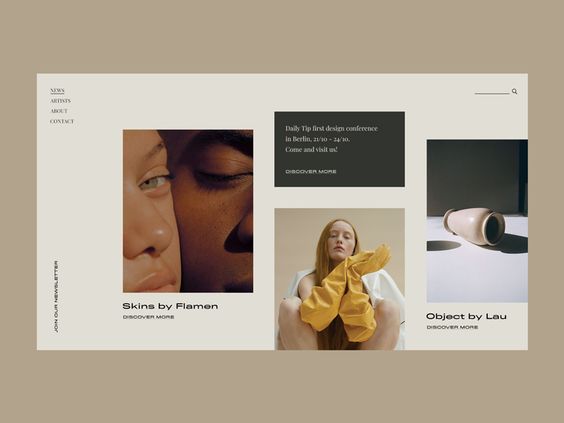 NEWS
ARTISTS
ABOUT
CONTACT
Daily Tip first design conference
in Berlin, 21/10 - 24/10.
Come and visit us!
DISCOVER MORE
Skins by Flamen
DISCOVER MORE
Object by Lau
DISCOVER MORE
JOIN OUR NEWSLETTER